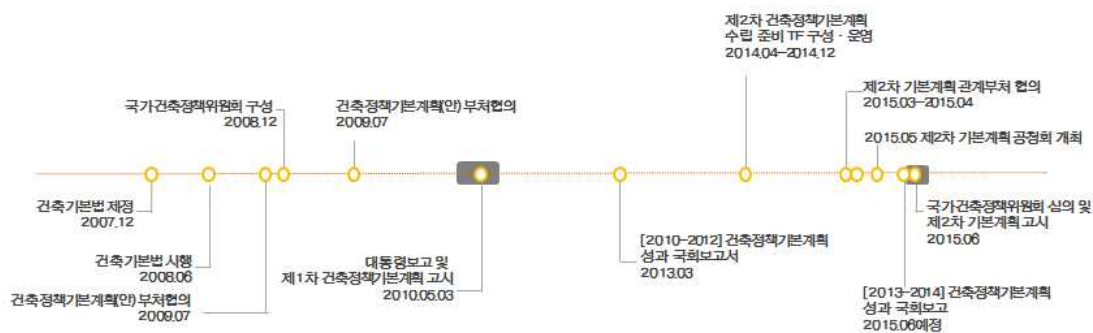 제2차 건축정책기본계획
수립 준비 TF 구성 · 운영
2014.04-2014.12
국가건축정책위원회 구성
2008.12
건축정책기본계획(안) 부처협의
2009.07
제2차 기본계획 관계부처 협의
2015.03-2015.04
2015.05 제2차 기본계획 공청회 개최
건축기본법 제정
2007.12
건축기본법 시행
2008.06
건축정책기본계획(안) 부처협의
2009.07
대통령보고 및
제1차 건축정책기본계획 고시
2010.05.03
[2010-2012] 건축정책기본계획
성과 국회보고서
2013.03
국가건축정책위원회 심의 및
제2차 기본계획 고시
2015.06
[2013-2014] 건축정책기본계획
성과 국회보고
2015.06예정